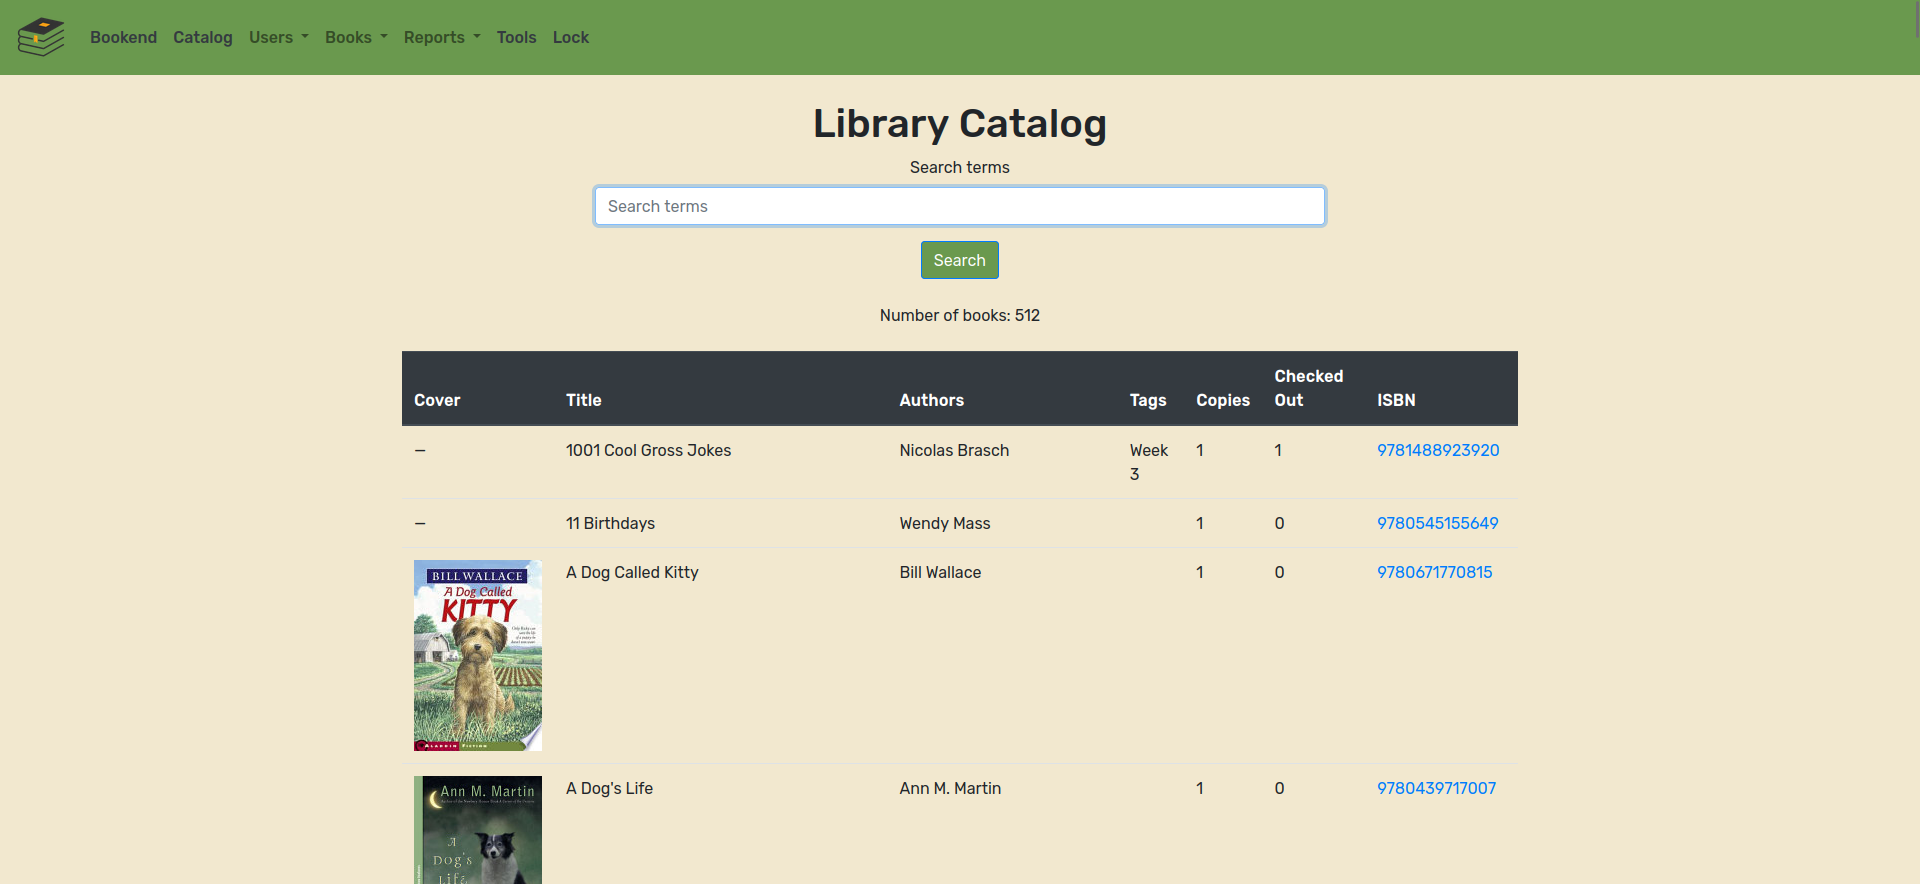 Bookend Catalog Users Books Reports Tools Lock
Library Catalog
Search terms
Search terms
Search
Number of books: 512
Cover Title Authors Tags Copies Checked Out ISBN
— 1001 Cool Gross Jokes Nicolas Brasch Week 3 1 1 9781488923920
— 11 Birthdays Wendy Mass 1 0 9780545155649
A Dog Called Kitty Bill Wallace 1 0 9780671770815
BILL WALLACE
A Dog Called
KITTY
ALADDIN FICTION
A Dog's Life Ann M. Martin 1 0 9780439717007
Ann M. Martin
A
Dog's
Life